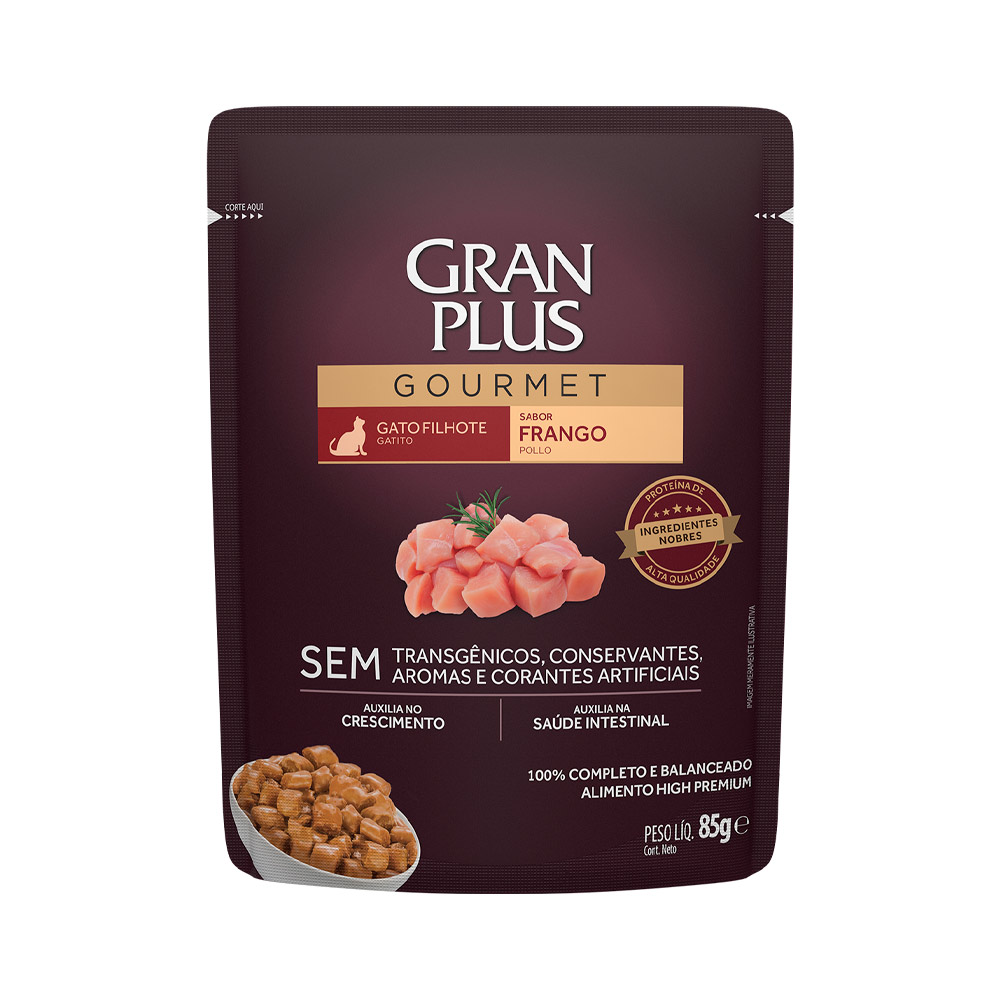 CORTE AQUI
GRAN
PLUS
GOURMET
GATO FILHOTE
GATITO
SABOR
FRANGO
POLLO
PROTEÍNA DE
INGREDIENTES
NOBRES
ALTA QUALIDADE
SEM TRANSGÊNICOS, CONSERVANTES,
AROMAS E CORANTES ARTIFICIAIS
AUXILIA NO
CRESCIMENTO
AUXILIA NA
SAÚDE INTESTINAL
IMAGEM MERAMENTE ILUSTRATIVA
100% COMPLETO E BALANCEADO
ALIMENTO HIGH PREMIUM
PESO LÍQ. 85g℮
Cort. Neto